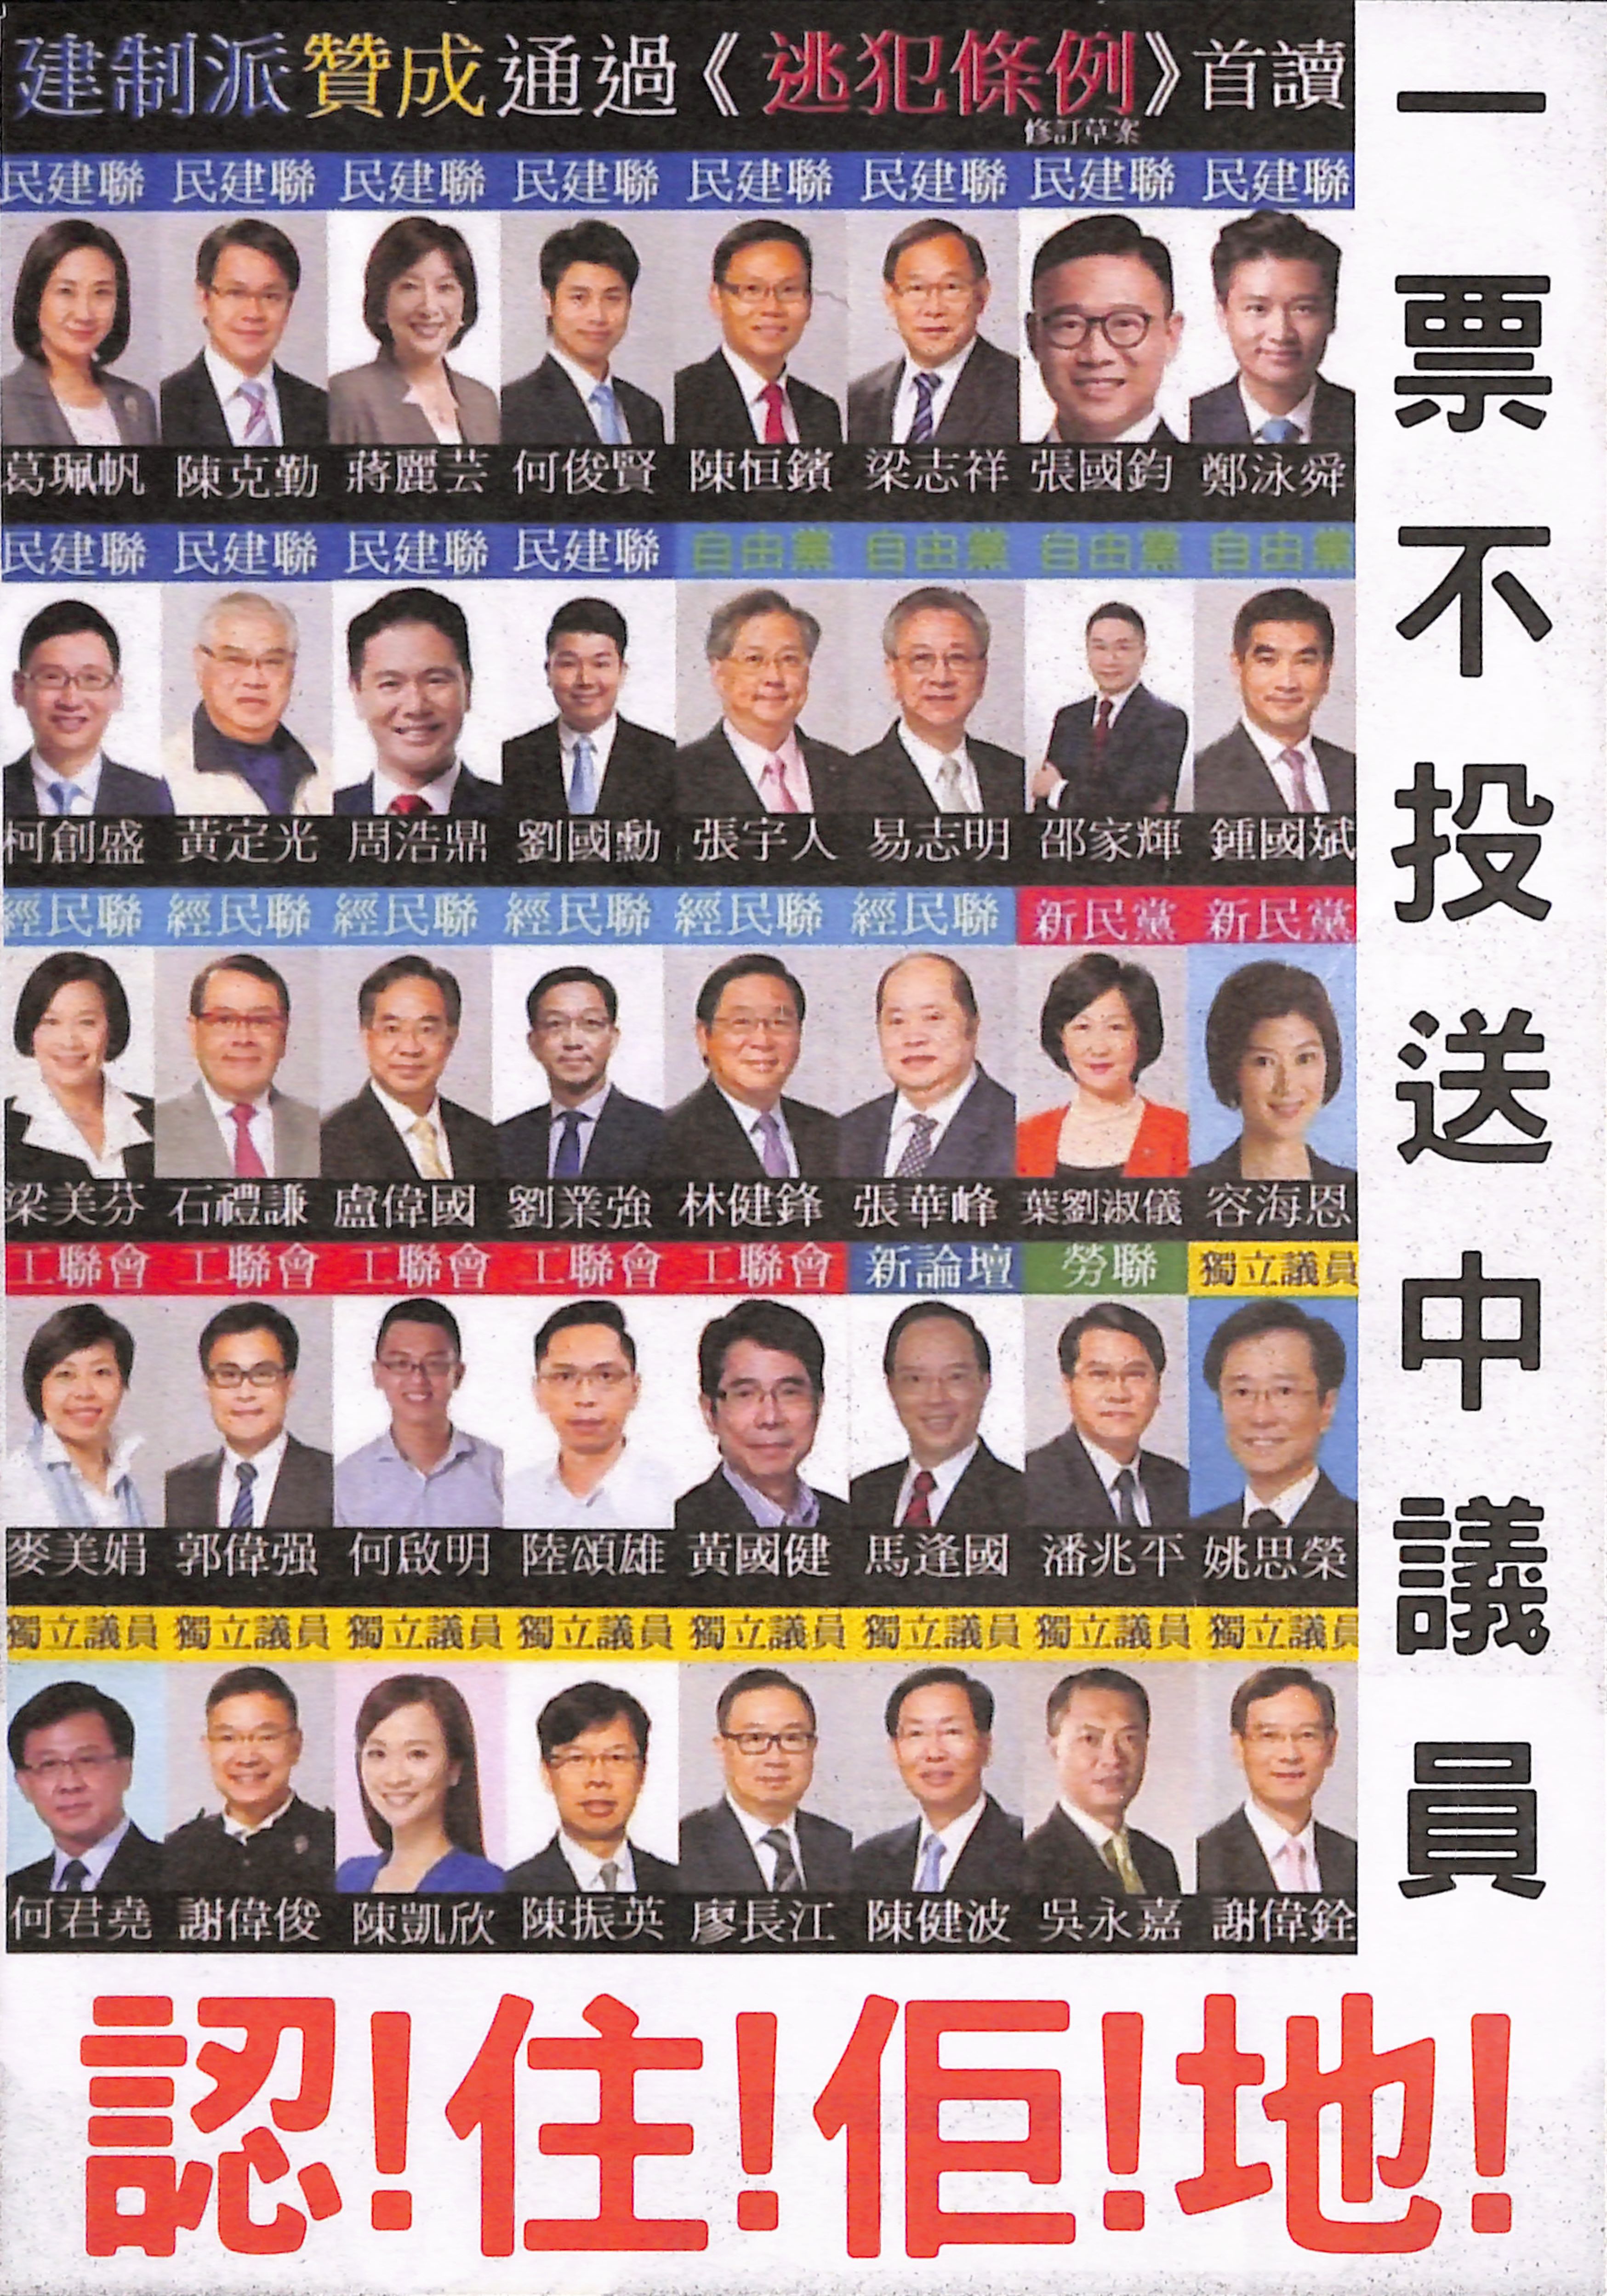 建制派贊成通過《逃犯條例》首讀
修訂草案
民建聯 民建聯 民建聯 民建聯 民建聯 民建聯 民建聯 民建聯
葛珮帆 陳克勤 蔣麗芸 何俊賢 陳恒鑌 梁志祥 張國鈞 鄭泳舜
民建聯 民建聯 民建聯 民建聯 自由黨 自由黨 自由黨 自由黨
柯創盛 黃定光 周浩鼎 劉國勳 張宇人 易志明 邵家輝 鍾國斌
經民聯 經民聯 經民聯 經民聯 經民聯 經民聯 新民黨 新民黨
梁美芬 石禮謙 盧偉國 劉業強 林健鋒 張華峰 葉劉淑儀 容海恩
工聯會 工聯會 工聯會 工聯會 工聯會 新論壇 勞聯 獨立議員
麥美娟 郭偉强 何啟明 陸頌雄 黃國健 馬逢國 潘兆平 姚思榮
獨立議員 獨立議員 獨立議員 獨立議員 獨立議員 獨立議員 獨立議員 獨立議員
何君堯 謝偉俊 陳凱欣 陳振英 廖長江 陳健波 吳永嘉 謝偉銓
一票不投送中議員
認!住!佢!地!